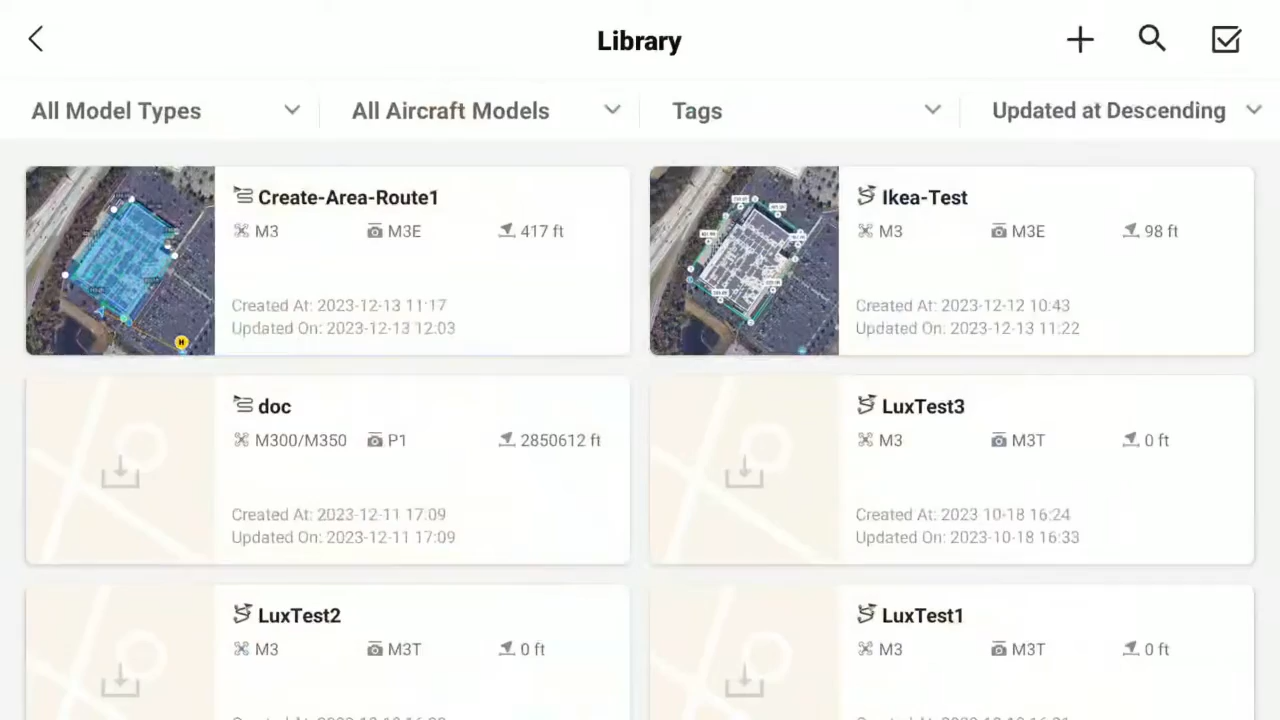 Library
All Model Types
All Aircraft Models
Tags
Updated at Descending
Create-Area-Route1
M3
M3E
417 ft
Created At: 2023-12-13 11:17
Updated On: 2023-12-13 12:03
Ikea-Test
M3
M3E
98 ft
Created At: 2023-12-12 10:43
Updated On: 2023-12-13 11:22
doc
M300/M350
P1
2850612 ft
Created At: 2023-12-11 17:09
Updated On: 2023-12-11 17:09
LuxTest3
M3
M3T
0 ft
Created At: 2023-10-18 16:24
Updated On: 2023-10-18 16:33
LuxTest2
M3
M3T
0 ft
LuxTest1
M3
M3T
0 ft